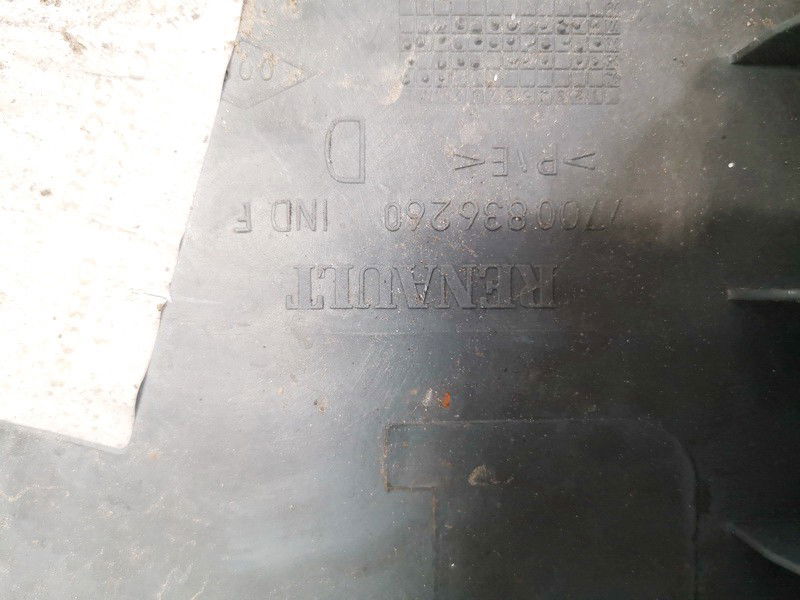 RENAULT
7700836260 IND F
>P/E< D